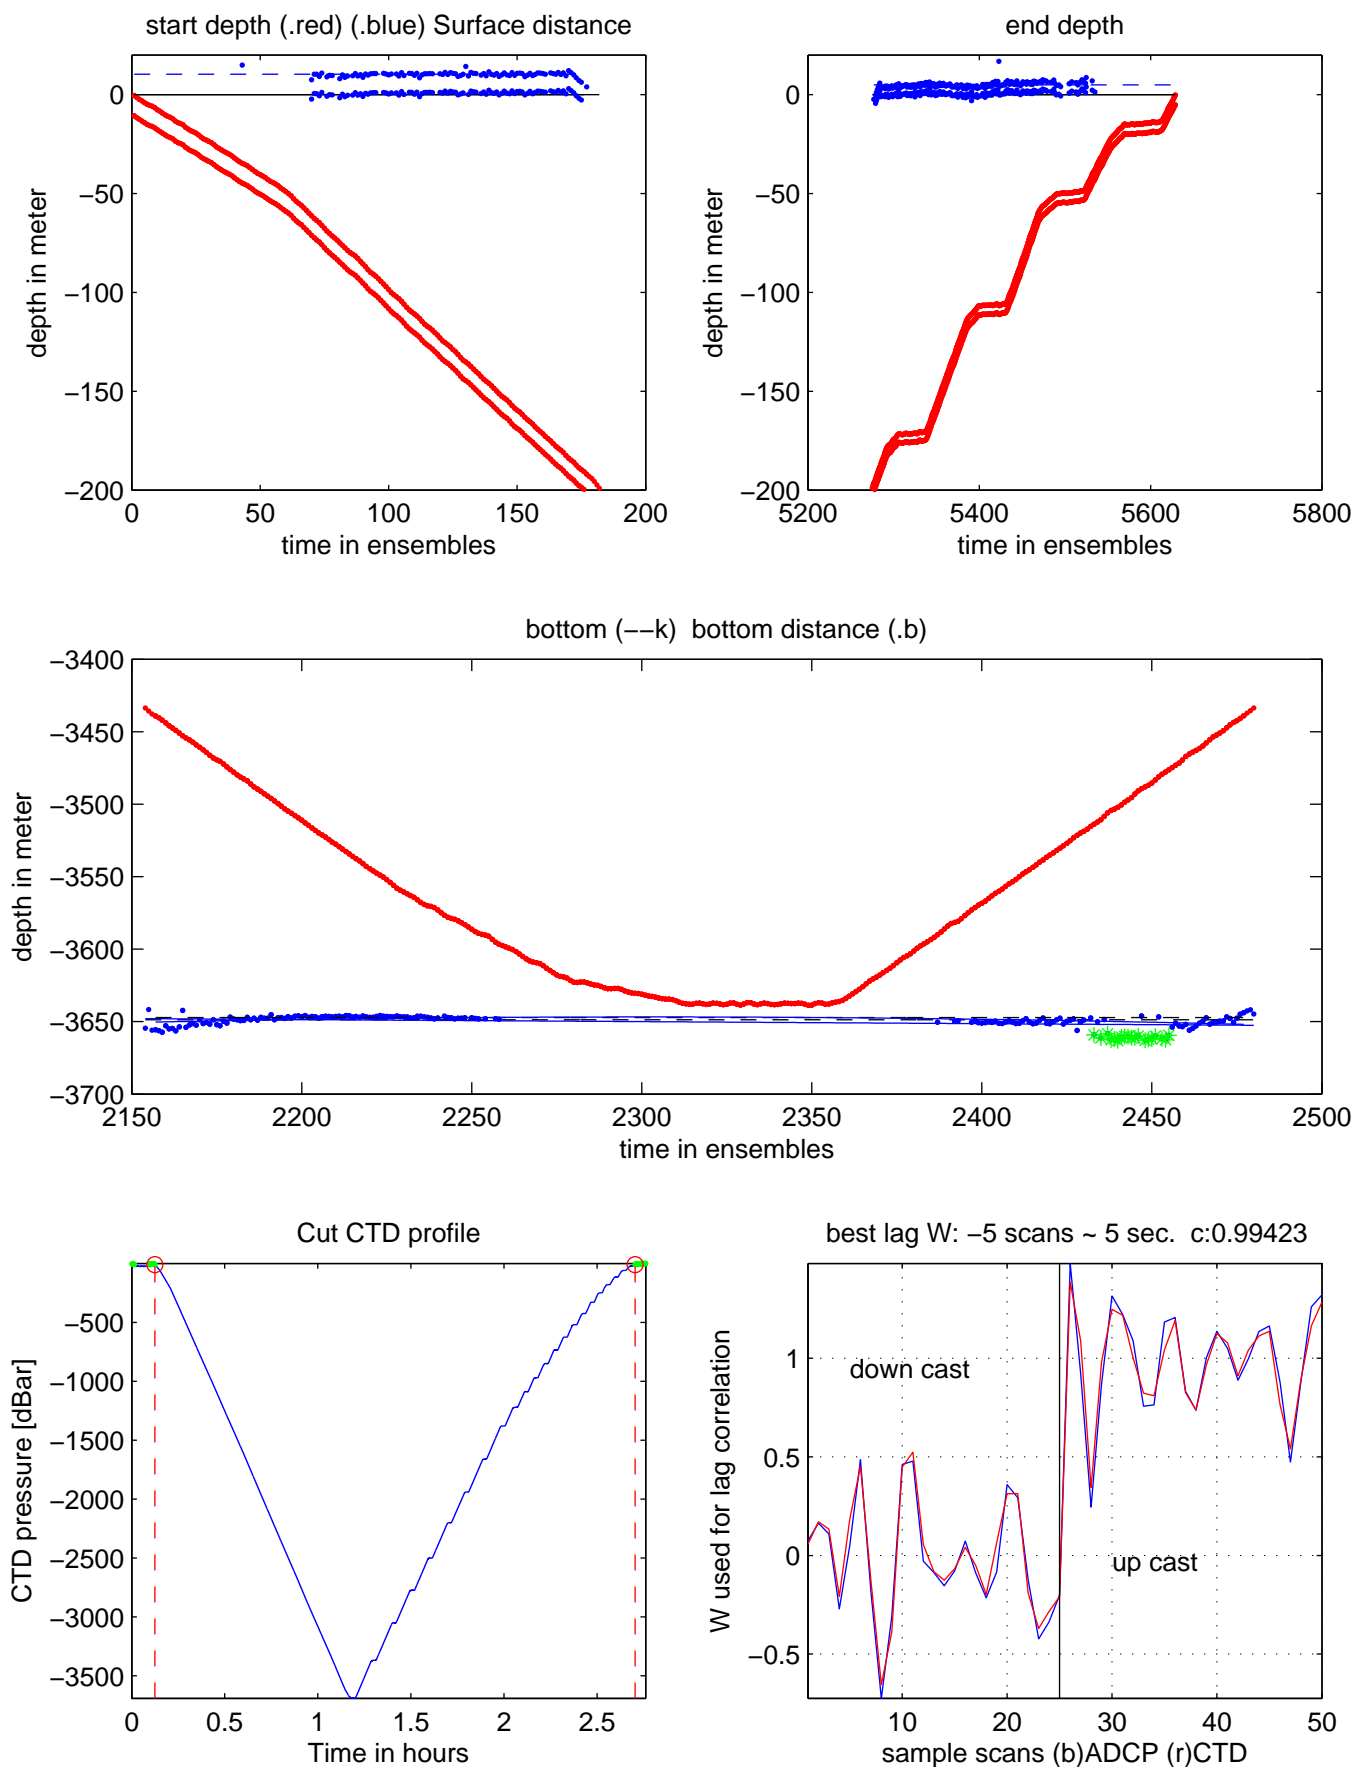 start depth (.red) (.blue) Surface distance
end depth
0
−50
−100
−150
−200
depth in meter
0 50 100 150 200
time in ensembles
0
−50
−100
−150
−200
depth in meter
5200 5400 5600 5800
time in ensembles
bottom (−−k) bottom distance (.b)
−3400
−3450
−3500
−3550
−3600
−3650
−3700
depth in meter
2150 2200 2250 2300 2350 2400 2450 2500
time in ensembles
Cut CTD profile
−500
−1000
−1500
−2000
−2500
−3000
−3500
CTD pressure [dBar]
0 0.5 1 1.5 2 2.5
Time in hours
best lag W: −5 scans ~ 5 sec. c:0.99423
1
0.5
0
−0.5
W used for lag correlation
down cast
up cast
10 20 30 40 50
sample scans (b)ADCP (r)CTD